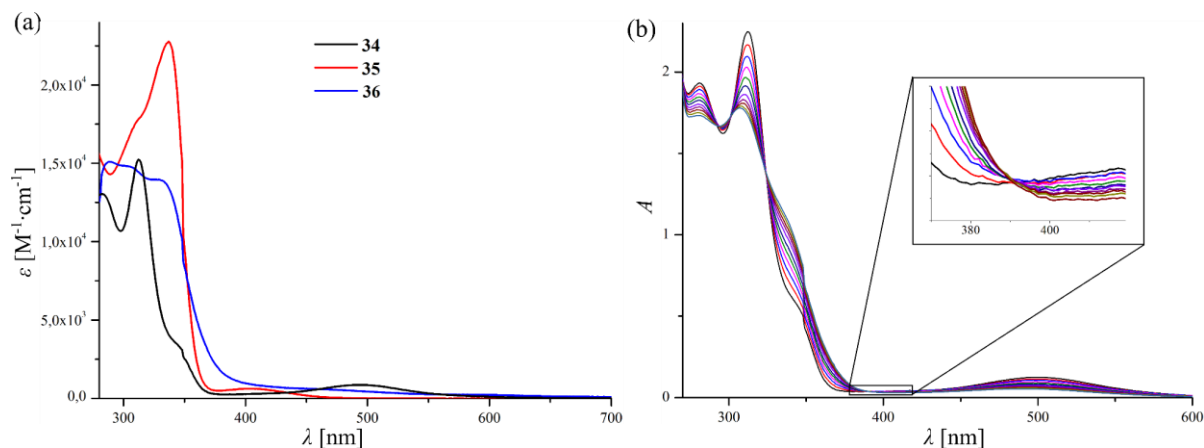 (a)
34
35
36
2,0x10⁴
1,5x10⁴
1,0x10⁴
5,0x10³
0,0
ε [M⁻¹·cm⁻¹]
300
400
500
600
700
λ [nm]
(b)
2
1
0
A
380
400
300
400
500
600
λ [nm]